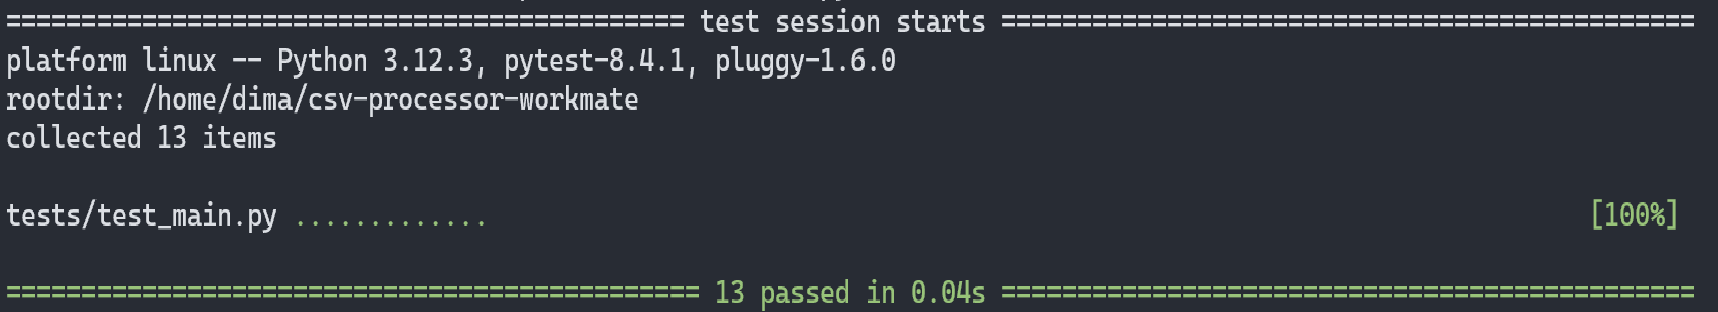 ============================================= test session starts ==============================================
platform linux -- Python 3.12.3, pytest-8.4.1, pluggy-1.6.0
rootdir: /home/dima/csv-processor-workmate
collected 13 items
tests/test_main.py ............. [100%]
============================================== 13 passed in 0.04s ==============================================